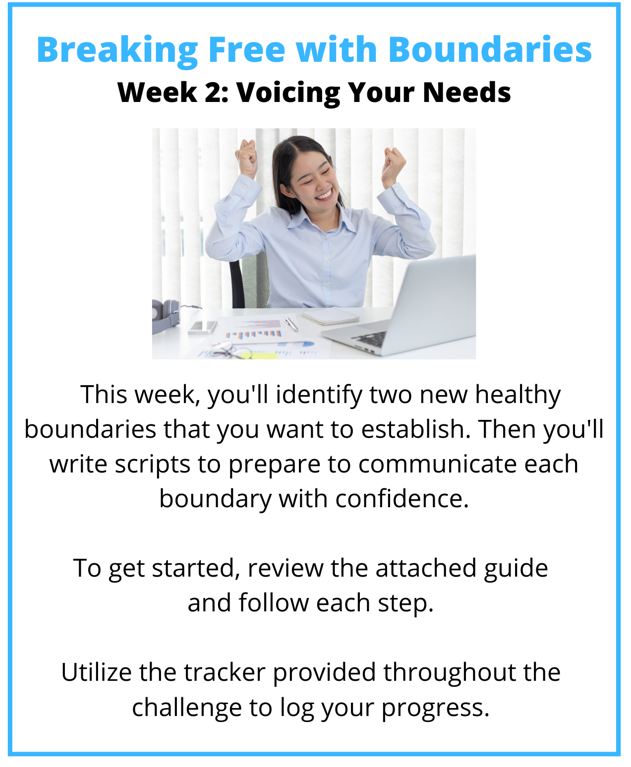 Breaking Free with Boundaries
Week 2: Voicing Your Needs
This week, you'll identify two new healthy
boundaries that you want to establish. Then you'll
write scripts to prepare to communicate each
boundary with confidence.
To get started, review the attached guide
and follow each step.
Utilize the tracker provided throughout the
challenge to log your progress.